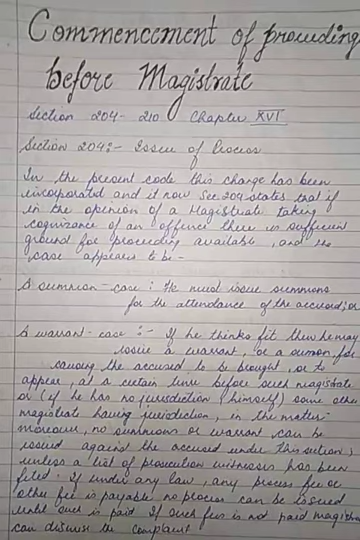 Commencement of proceeding
before Magistrate
Section 204 - 210 Chapter XVI
Section 204:- Issue of Process
In the present code this change has been
incorporated and it now Sec 204 states that if
in the opinion of a Magistrate taking
cognizance of an offence there is sufficient
ground for proceeding available, and the
case appears to be -
A summon - case : He must issue summons
for the attendance of the accused; or
A warrant - case :- If he thinks fit then he may
issue a warrant, or a summon, for
causing the accused to be brought, or to
appear, at a certain time before such magistrate
or (if he has no jurisdiction himself) some other
magistrate having jurisdiction, in the matter
moreover, no summons or warrant can be
issued against the accused under this section,
unless a list of prosecution witnesses has been
filed. If under any law, any process fee or
other fee is payable no process can be issued
until such is paid If such fees is not paid magistrate
can dismiss the complaint